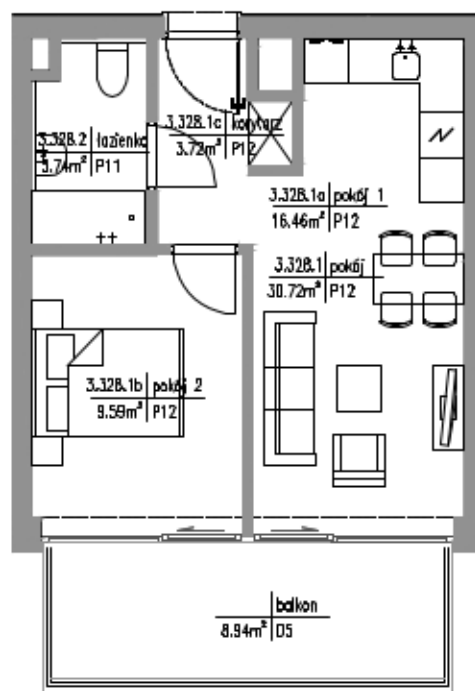 3.328.1c korytarz
3.72m² P12
3.328.2 łazienka
3.74m² P11
3.328.1a pokój 1
16.46m² P12
3.328.1 pokój
30.72m² P12
3.328.1b pokój 2
9.59m² P12
balkon
8.94m² D5